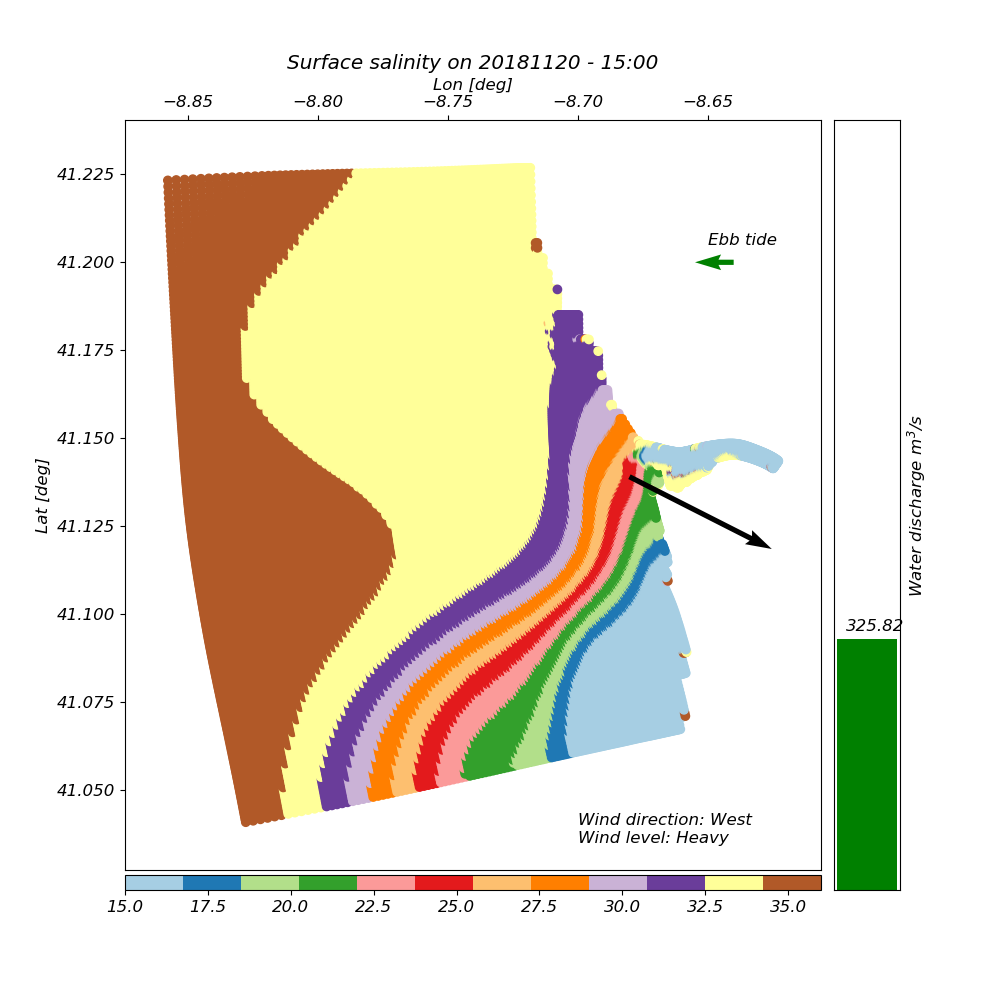 Surface salinity on 20181120 - 15:00
Lon [deg]
−8.85 −8.80 −8.75 −8.70 −8.65
41.225
41.200
41.175
41.150
41.125
41.100
41.075
41.050
Lat [deg]
Ebb tide
Wind direction: West
Wind level: Heavy
15.0 17.5 20.0 22.5 25.0 27.5 30.0 32.5 35.0
325.82
Water discharge m³/s